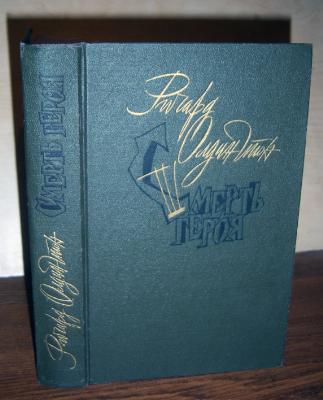 Ричард
Олдингтон
Смерть
героя
Ричард Олдингтон Смерть героя